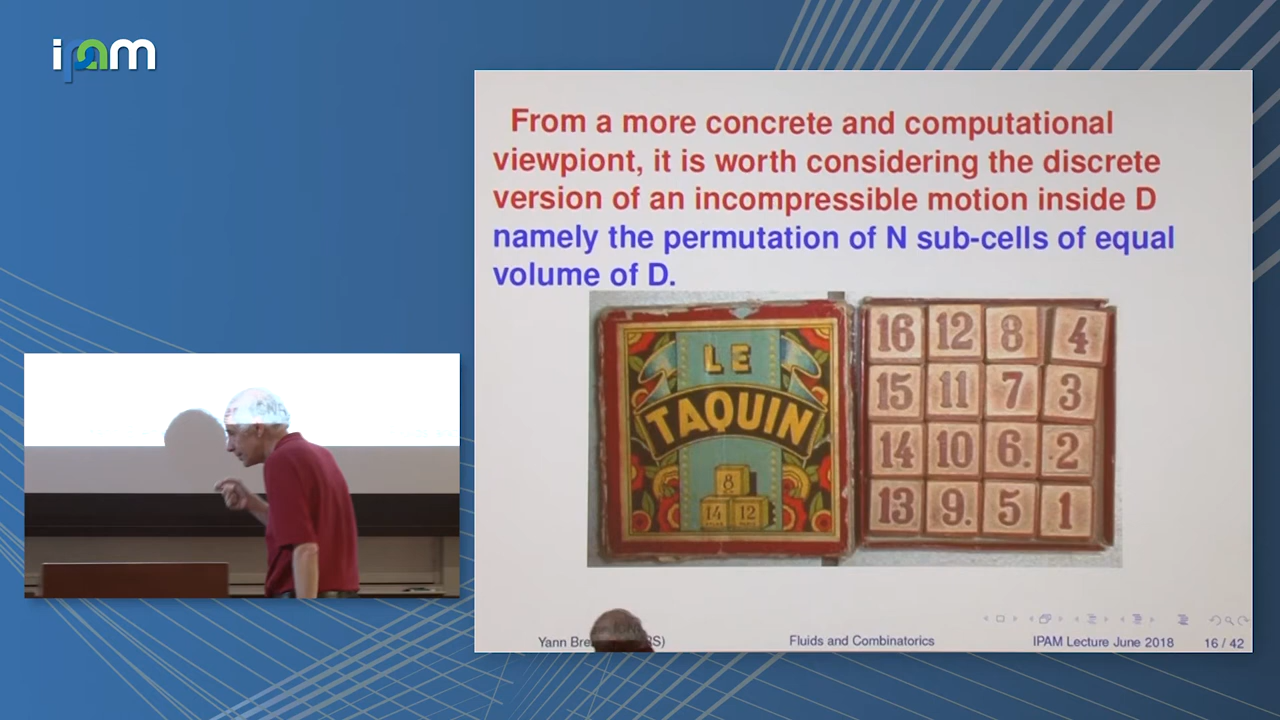 ipam
From a more concrete and computational
viewpiont, it is worth considering the discrete
version of an incompressible motion inside D
namely the permutation of N sub-cells of equal
volume of D.
LE
TAQUIN
8
14 12
16 12 8 4
15 11 7 3
14 10 6. 2
13 9. 5 1
Yann
Fluids and Combinatorics
IPAM Lecture June 2018
16 / 42